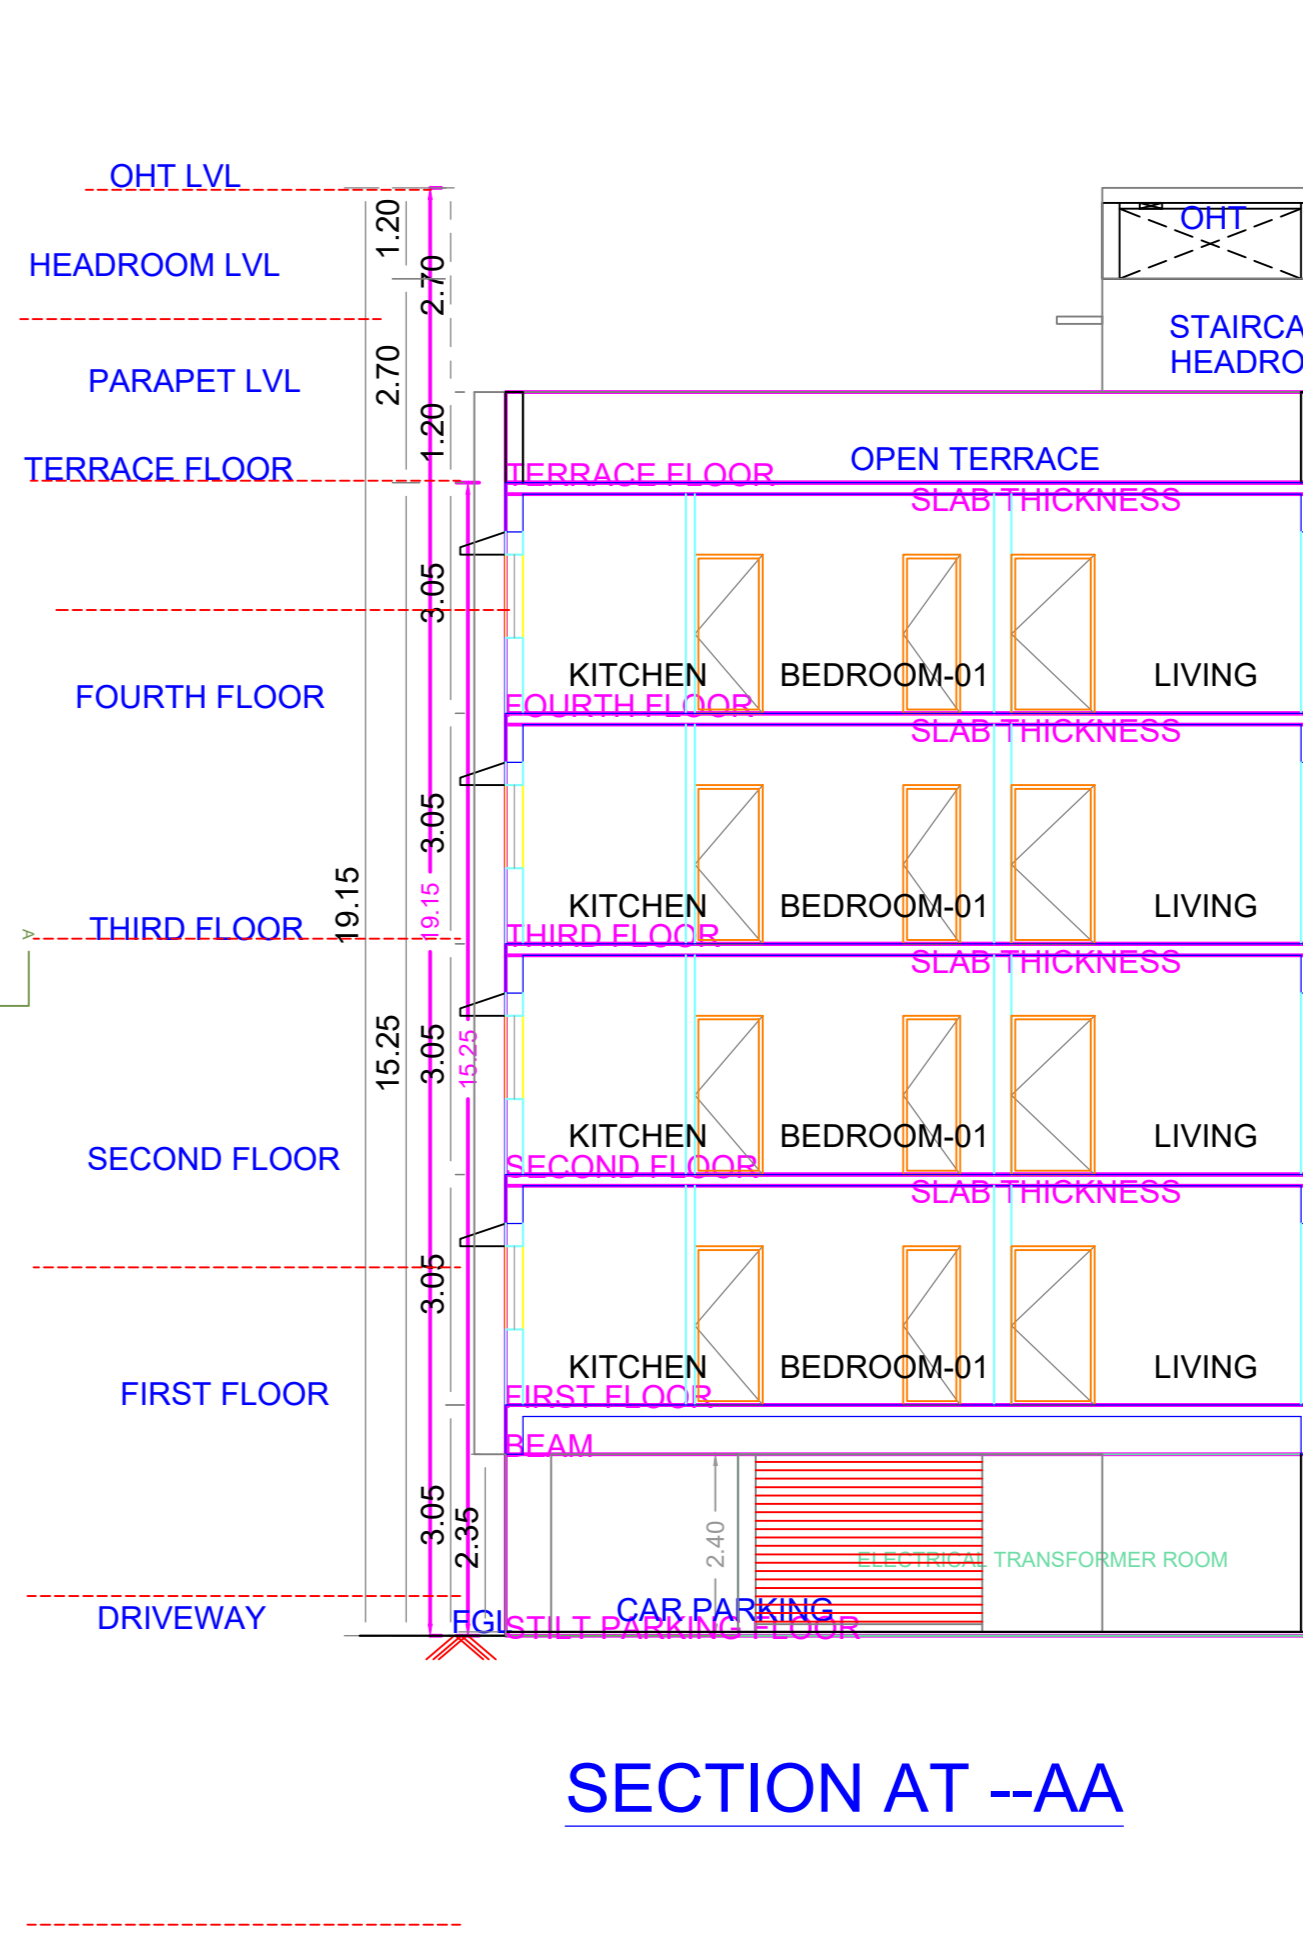 OHT LVL
1.20
OHT
HEADROOM LVL
2.70
STAIRCA
HEADRO
PARAPET LVL
2.70
1.20
TERRACE FLOOR
TERRACE FLOOR
OPEN TERRACE
SLAB THICKNESS
3.05
KITCHEN
BEDROOM-01
LIVING
FOURTH FLOOR
FOURTH FLOOR
SLAB THICKNESS
3.05
19.15
19.15
KITCHEN
BEDROOM-01
LIVING
A
THIRD FLOOR
THIRD FLOOR
SLAB THICKNESS
15.25
3.05
15.25
KITCHEN
BEDROOM-01
LIVING
SECOND FLOOR
SECOND FLOOR
SLAB THICKNESS
3.05
KITCHEN
BEDROOM-01
LIVING
FIRST FLOOR
FIRST FLOOR
BEAM
3.05
2.35
2.40
ELECTRICAL TRANSFORMER ROOM
DRIVEWAY
FGL
CAR PARKING
STILT PARKING FLOOR
SECTION AT --AA